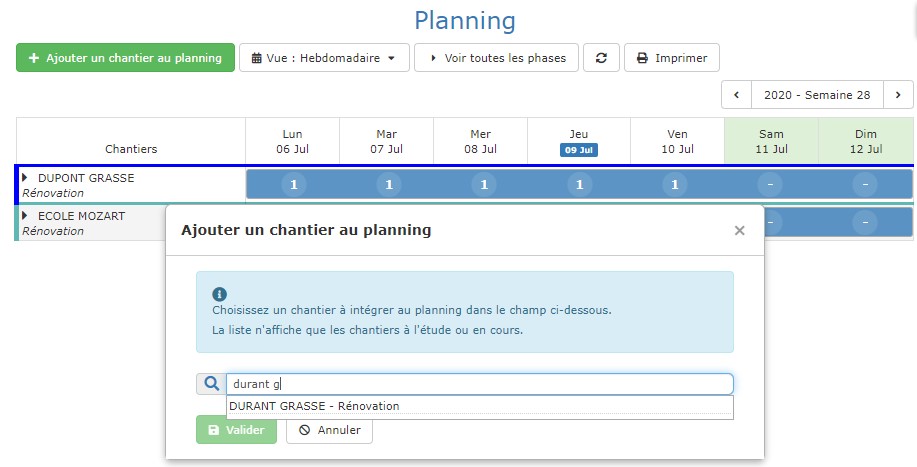 Planning
Ajouter un chantier au planning
Vue : Hebdomadaire
Voir toutes les phases
Imprimer
2020 - Semaine 28
Chantiers
Lun
06 Jul
Mar
07 Jul
Mer
08 Jul
Jeu
09 Jul
Ven
10 Jul
Sam
11 Jul
Dim
12 Jul
DUPONT GRASSE
Rénovation
1 1 1 1 1 - -
ECOLE MOZART
Rénovation
- -
Ajouter un chantier au planning
×
Choisissez un chantier à intégrer au planning dans le champ ci-dessous.
La liste n'affiche que les chantiers à l'étude ou en cours.
durant g
DURANT GRASSE - Rénovation
Valider
Annuler